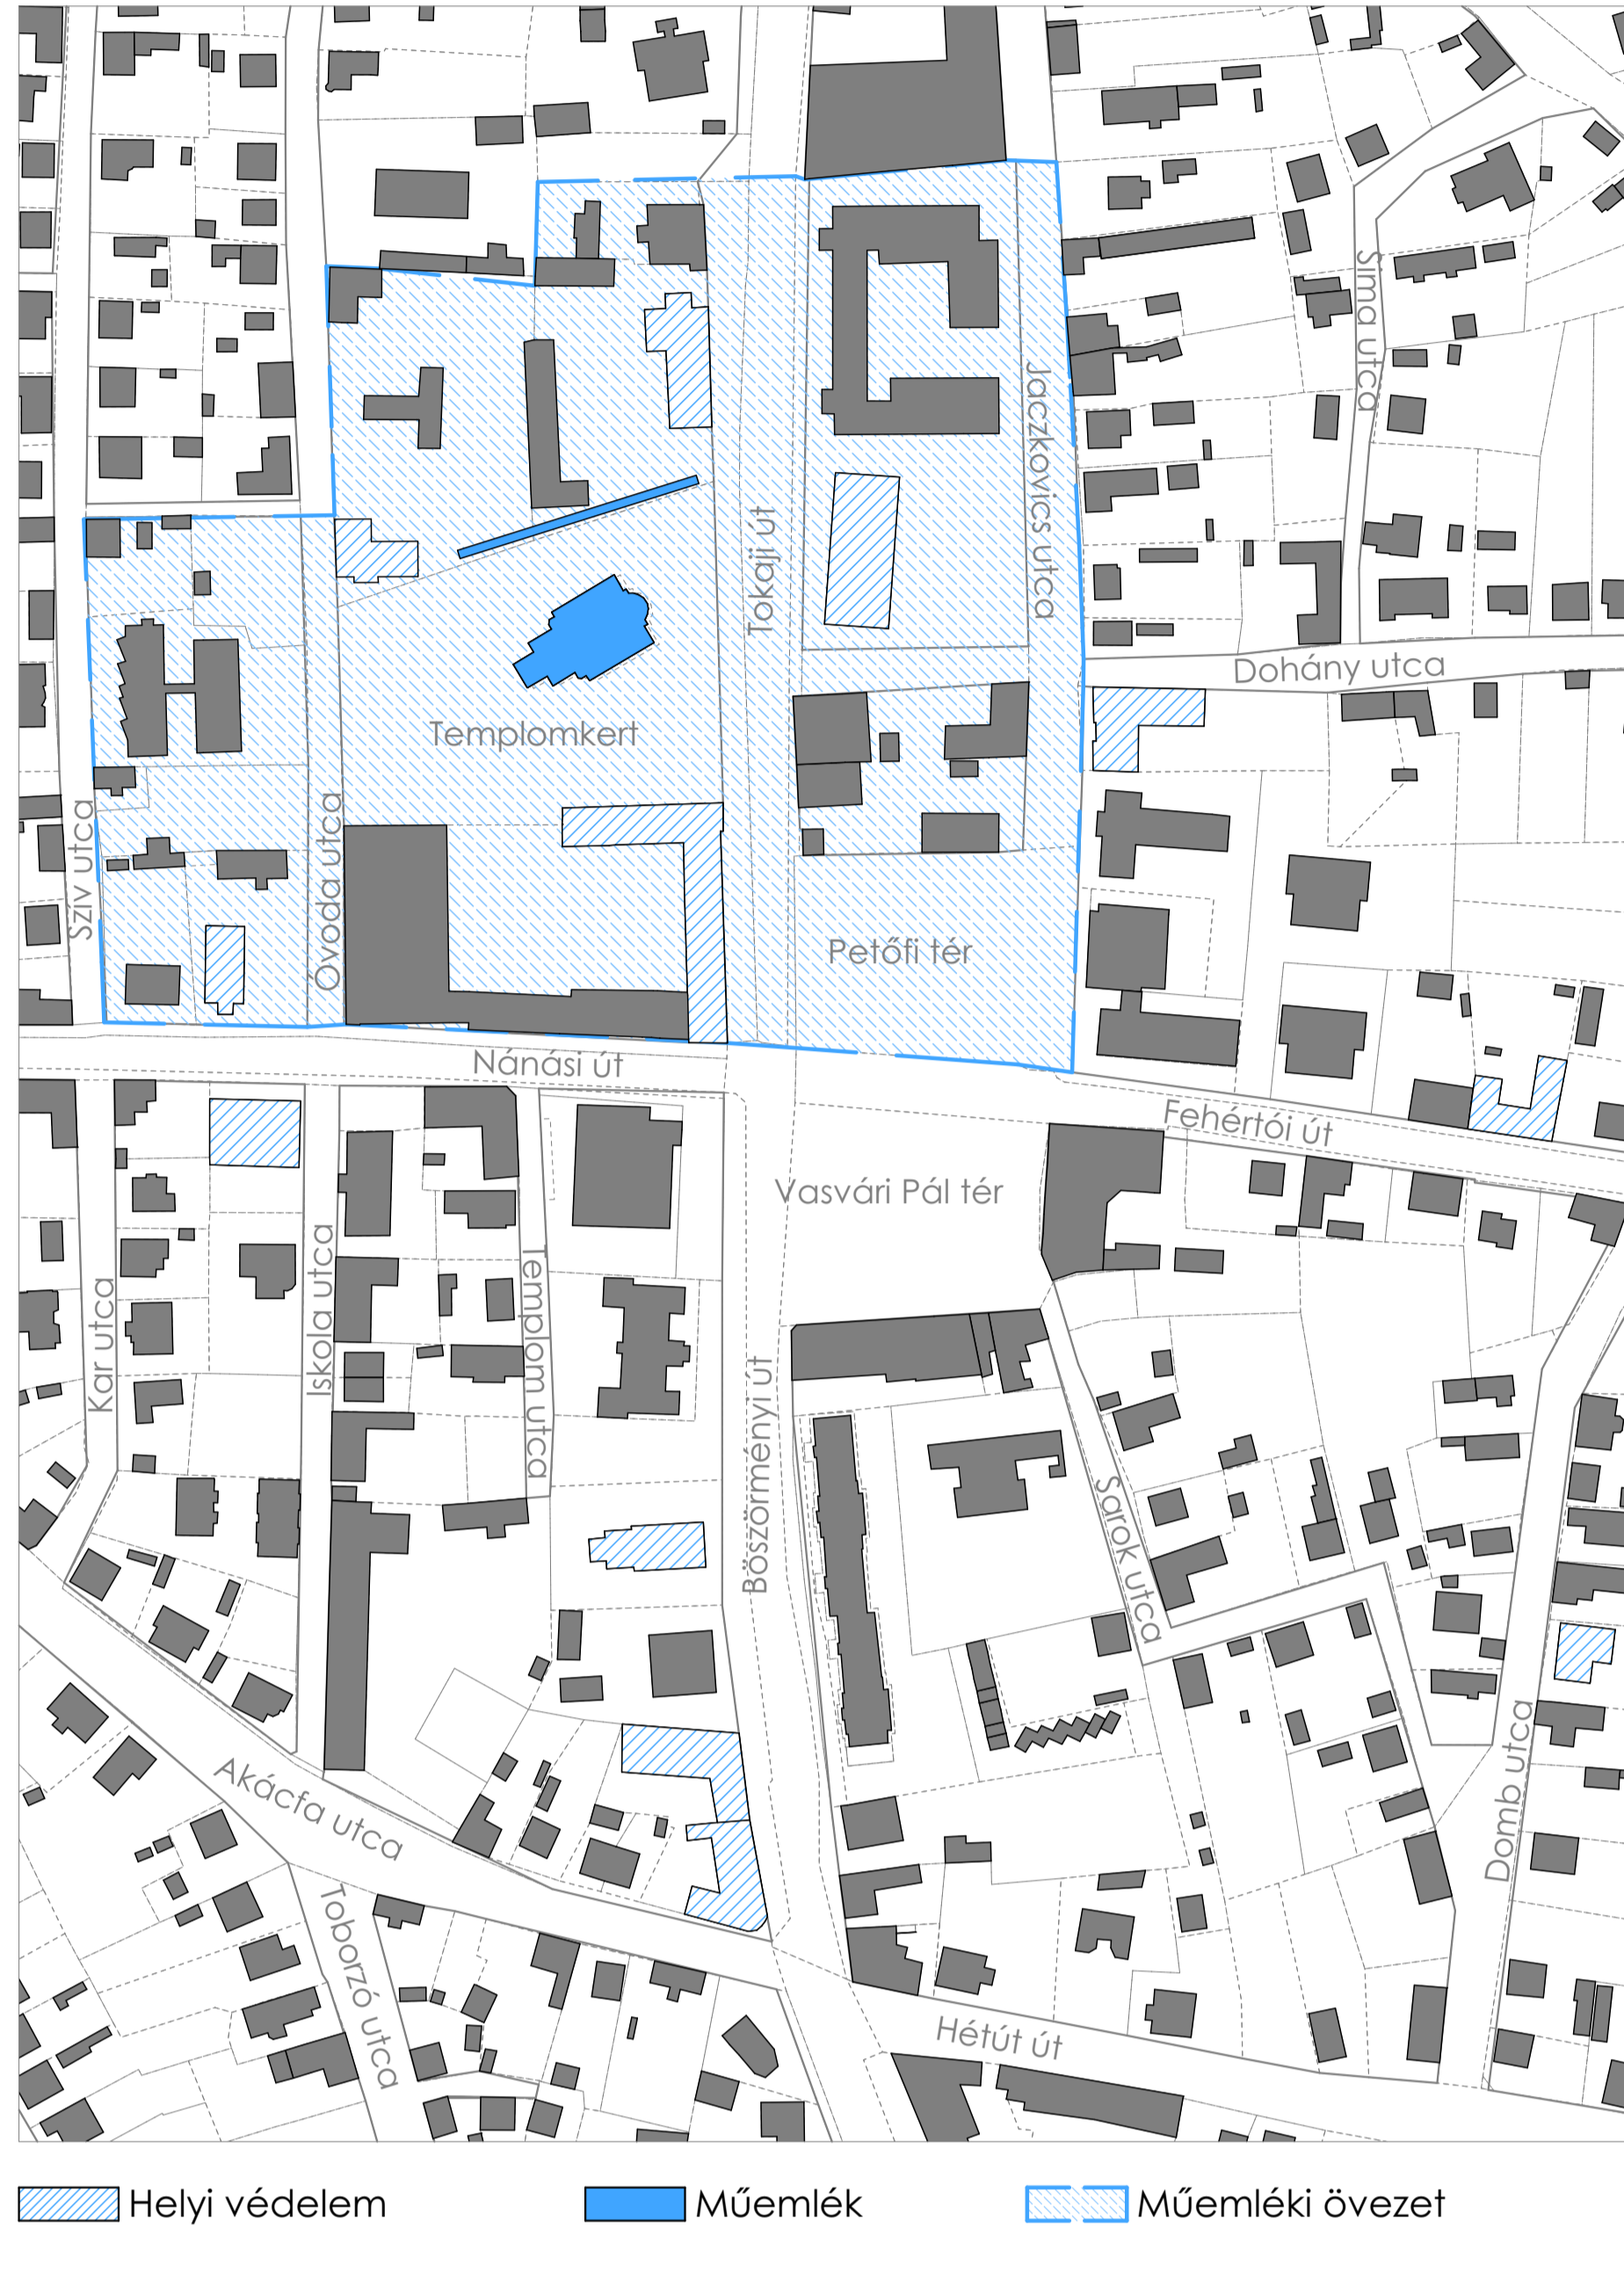 Sima utca
Jaczkovics utca
Tokaji út
Dohány utca
Templomkert
Szív utca
Óvoda utca
Petőfi tér
Nánási út
Fehértói út
Vasvári Pál tér
Kar utca
Iskola utca
Templom utca
Böszörményi út
Sarok utca
Domb utca
Akácfa utca
Toborzó utca
Hétút út
Helyi védelem
Műemlék
Műemléki övezet